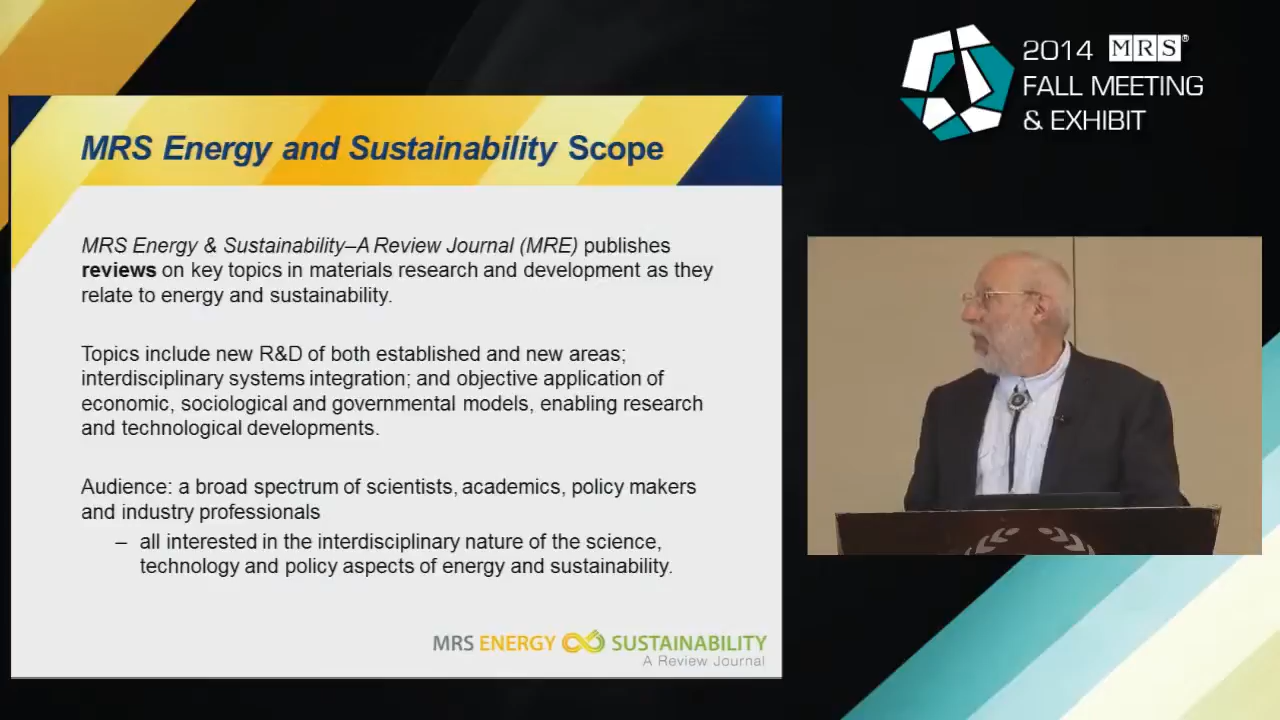 MRS Energy and Sustainability Scope
MRS Energy & Sustainability–A Review Journal (MRE) publishes
reviews on key topics in materials research and development as they
relate to energy and sustainability.
Topics include new R&D of both established and new areas;
interdisciplinary systems integration; and objective application of
economic, sociological and governmental models, enabling research
and technological developments.
Audience: a broad spectrum of scientists, academics, policy makers
and industry professionals
– all interested in the interdisciplinary nature of the science,
technology and policy aspects of energy and sustainability.
MRS ENERGY SUSTAINABILITY
A Review Journal
2014 MRS®
FALL MEETING
& EXHIBIT